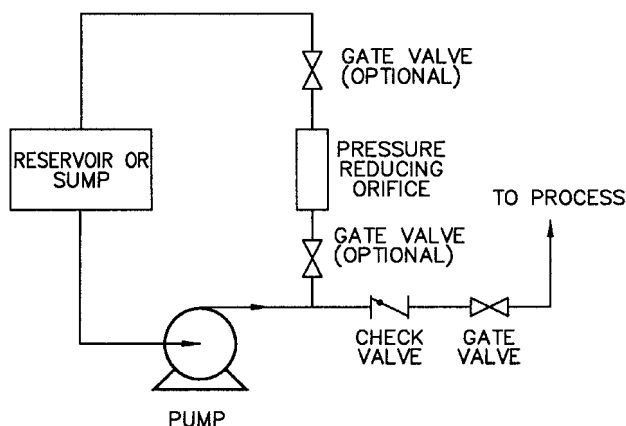 GATE VALVE
(OPTIONAL)
RESERVOIR OR
SUMP
PRESSURE
REDUCING
ORIFICE
TO PROCESS
GATE VALVE
(OPTIONAL)
CHECK
VALVE
GATE
VALVE
PUMP